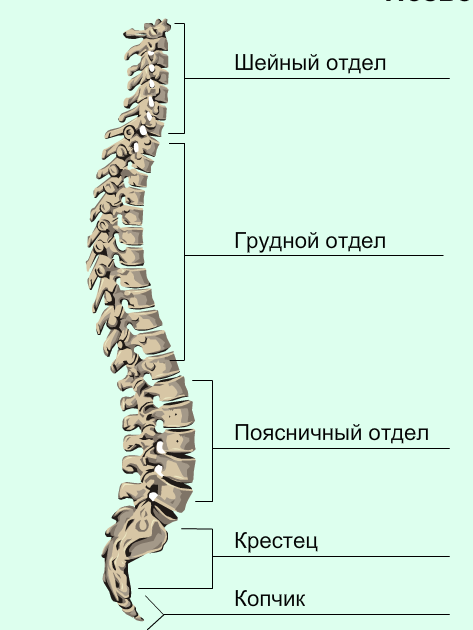 Шейный отдел
Грудной отдел
Поясничный отдел
Крестец
Копчик